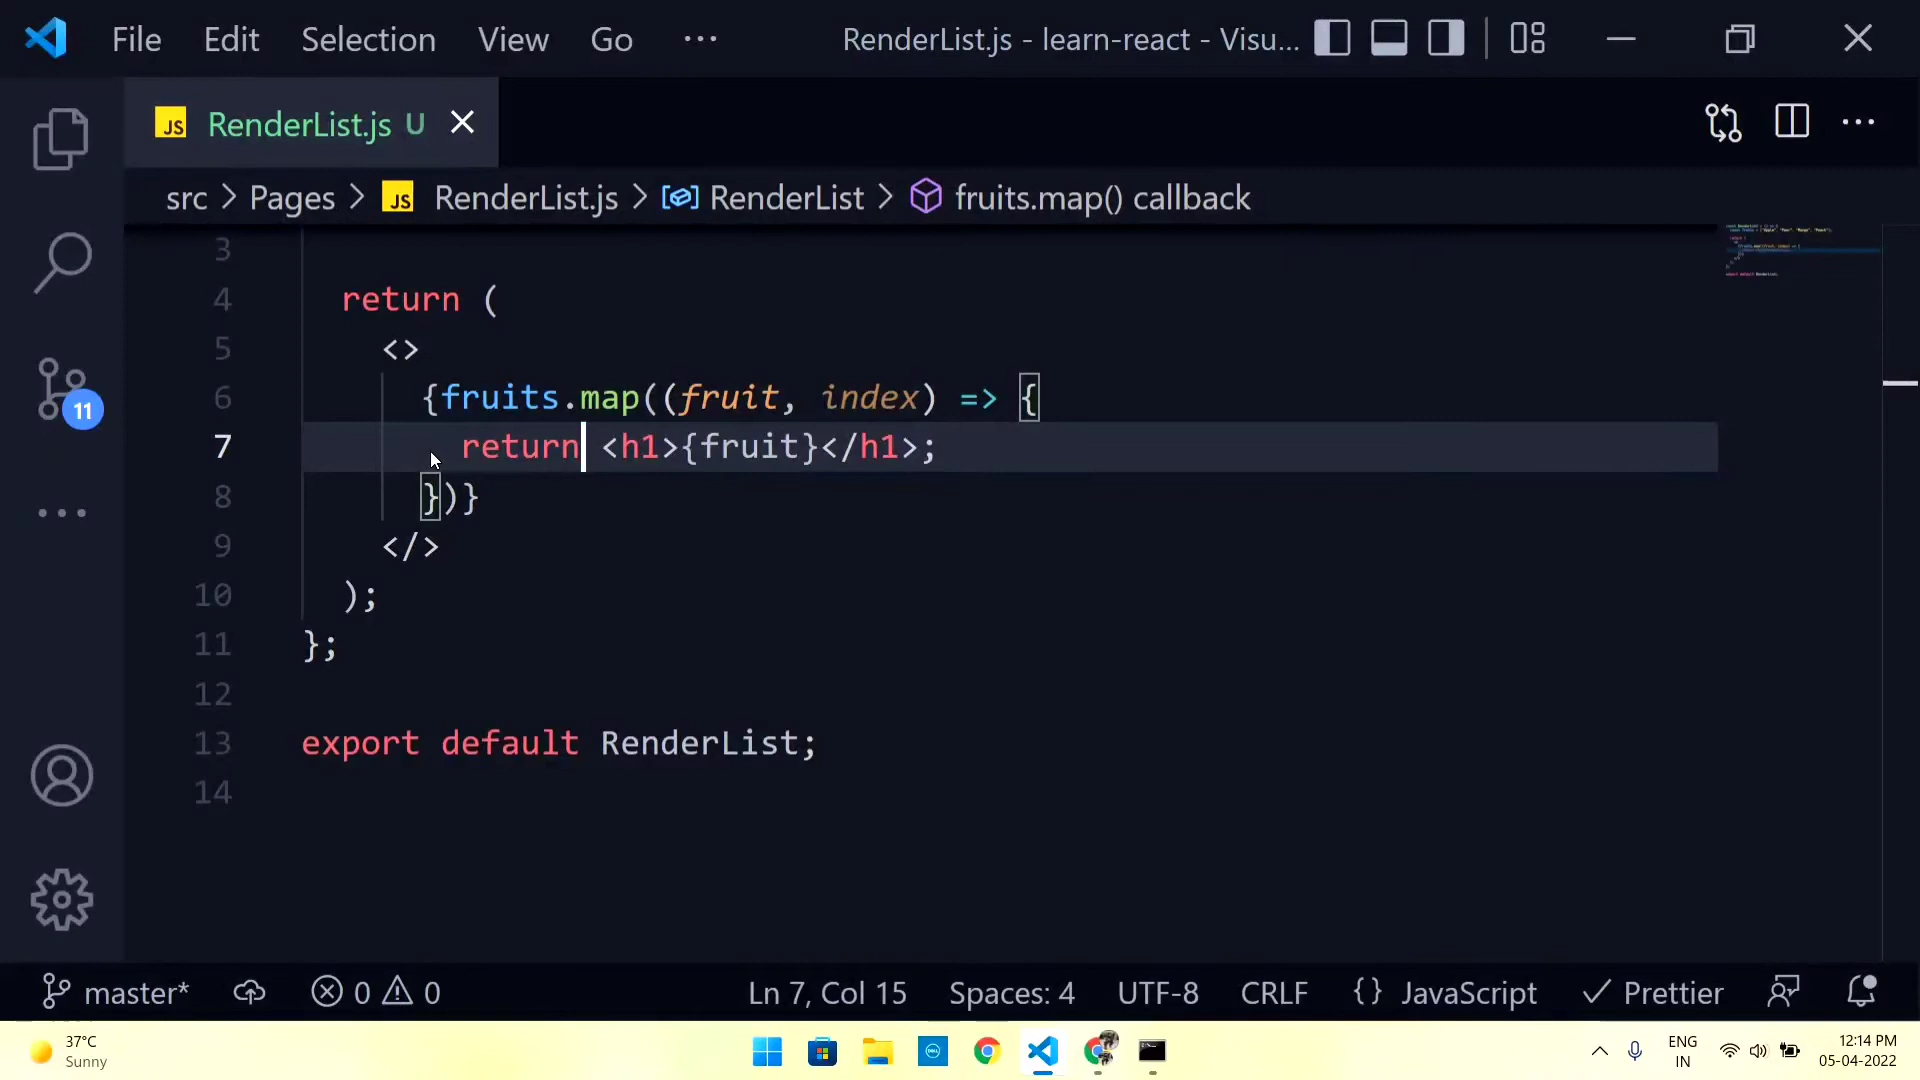 File Edit Selection View Go ··· RenderList.js - learn-react - Visu...
JS RenderList.js U
src > Pages > JS RenderList.js > RenderList > fruits.map() callback
3
4 return (
5 <>
6 {fruits.map((fruit, index) => {
7 return <h1>{fruit}</h1>;
8 })}
9 </>
10 );
11 };
12
13 export default RenderList;
14
11
master* 0 0 Ln 7, Col 15 Spaces: 4 UTF-8 CRLF {} JavaScript Prettier
37°C
Sunny
ENG
IN
12:14 PM
05-04-2022